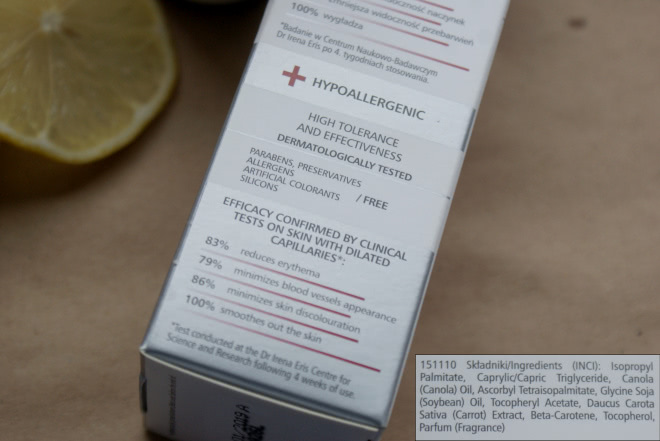 zmniejsza widoczność przebarwień
100% wygładza
*Badanie w Centrum Naukowo-Badawczym
Dr Irena Eris po 4. tygodniach stosowania.
HYPOALLERGENIC
HIGH TOLERANCE
AND EFFECTIVENESS
DERMATOLOGICALLY TESTED
PARABENS, PRESERVATIVES
ALLERGENS
ARTIFICIAL COLORANTS
SILICONS
/ FREE
EFFICACY CONFIRMED BY CLINICAL
TESTS ON SKIN WITH DILATED
CAPILLARIES*:
83% reduces erythema
79% minimizes blood vessels appearance
86% minimizes skin discolouration
100% smoothes out the skin
*Test conducted at the Dr Irena Eris Centre for
Science and Research following 4 weeks of use.
151110 Składniki/Ingredients (INCI): Isopropyl
Palmitate, Caprylic/Capric Triglyceride, Canola
(Canola) Oil, Ascorbyl Tetraisopalmitate, Glycine Soja
(Soybean) Oil, Tocopheryl Acetate, Daucus Carota
Sativa (Carrot) Extract, Beta-Carotene, Tocopherol,
Parfum (Fragrance)